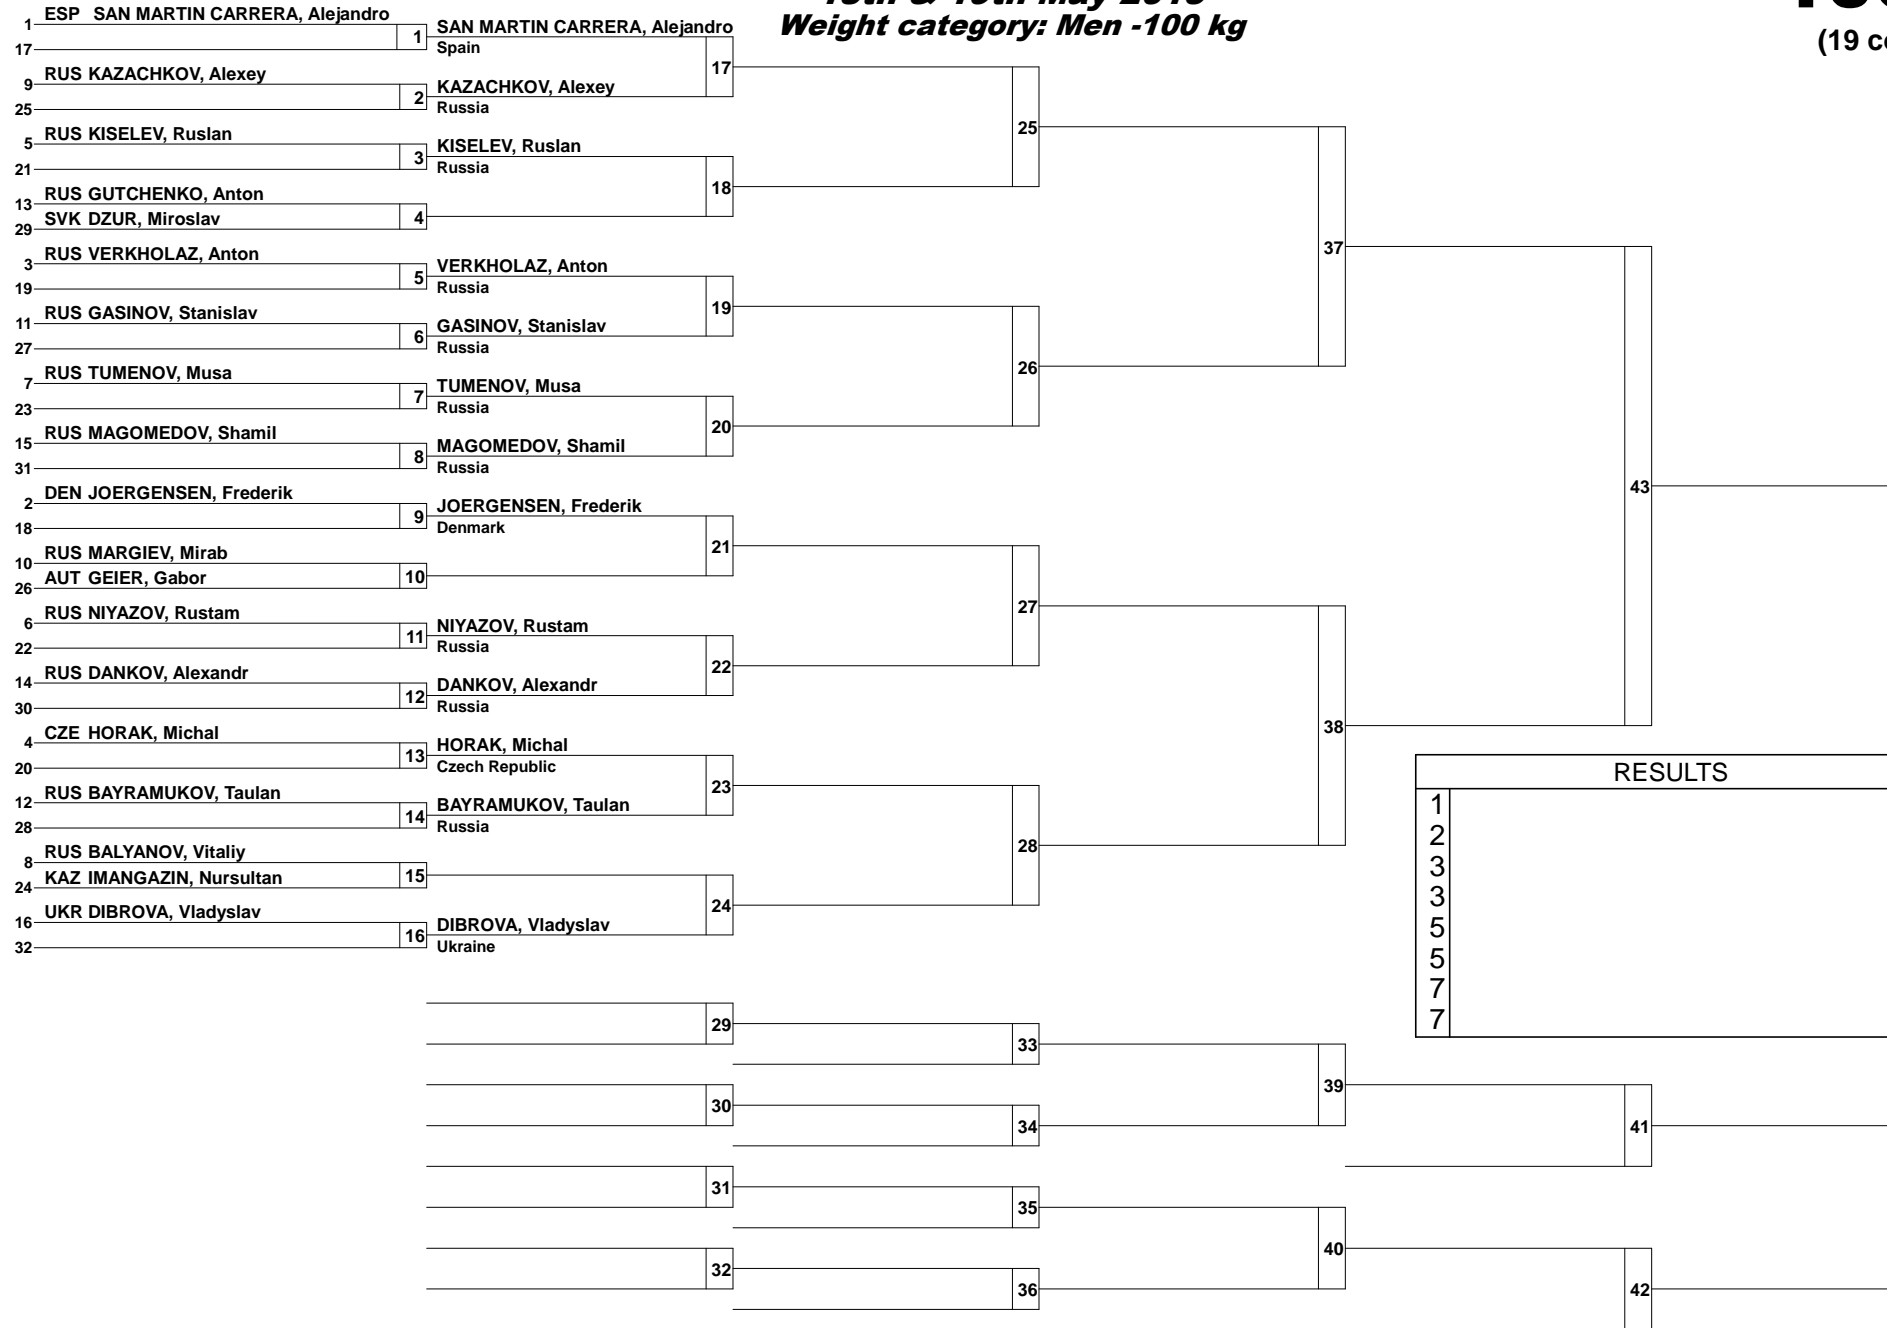 Weight category: Men -100 kg
(19
1 ESP SAN MARTIN CARRERA, Alejandro
17
1 SAN MARTIN CARRERA, Alejandro
Spain
9 RUS KAZACHKOV, Alexey
25
2 KAZACHKOV, Alexey
Russia
17
5 RUS KISELEV, Ruslan
21
3 KISELEV, Ruslan
Russia
13 RUS GUTCHENKO, Anton
29 SVK DZUR, Miroslav
4
18
25
3 RUS VERKHOLAZ, Anton
19
5 VERKHOLAZ, Anton
Russia
11 RUS GASINOV, Stanislav
27
6 GASINOV, Stanislav
Russia
19
7 RUS TUMENOV, Musa
23
7 TUMENOV, Musa
Russia
15 RUS MAGOMEDOV, Shamil
31
8 MAGOMEDOV, Shamil
Russia
20
26
37
2 DEN JOERGENSEN, Frederik
18
9 JOERGENSEN, Frederik
Denmark
10 RUS MARGIEV, Mirab
26 AUT GEIER, Gabor
10
21
6 RUS NIYAZOV, Rustam
22
11 NIYAZOV, Rustam
Russia
14 RUS DANKOV, Alexandr
30
12 DANKOV, Alexandr
Russia
22
27
4 CZE HORAK, Michal
20
13 HORAK, Michal
Czech Republic
12 RUS BAYRAMUKOV, Taulan
28
14 BAYRAMUKOV, Taulan
Russia
23
8 RUS BALYANOV, Vitaliy
24 KAZ IMANGAZIN, Nursultan
15
16 UKR DIBROVA, Vladyslav
32
16 DIBROVA, Vladyslav
Ukraine
24
28
38
43
RESULTS
1
2
3
3
5
5
7
7
29
33
30
34
39
41
31
35
32
36
40
42